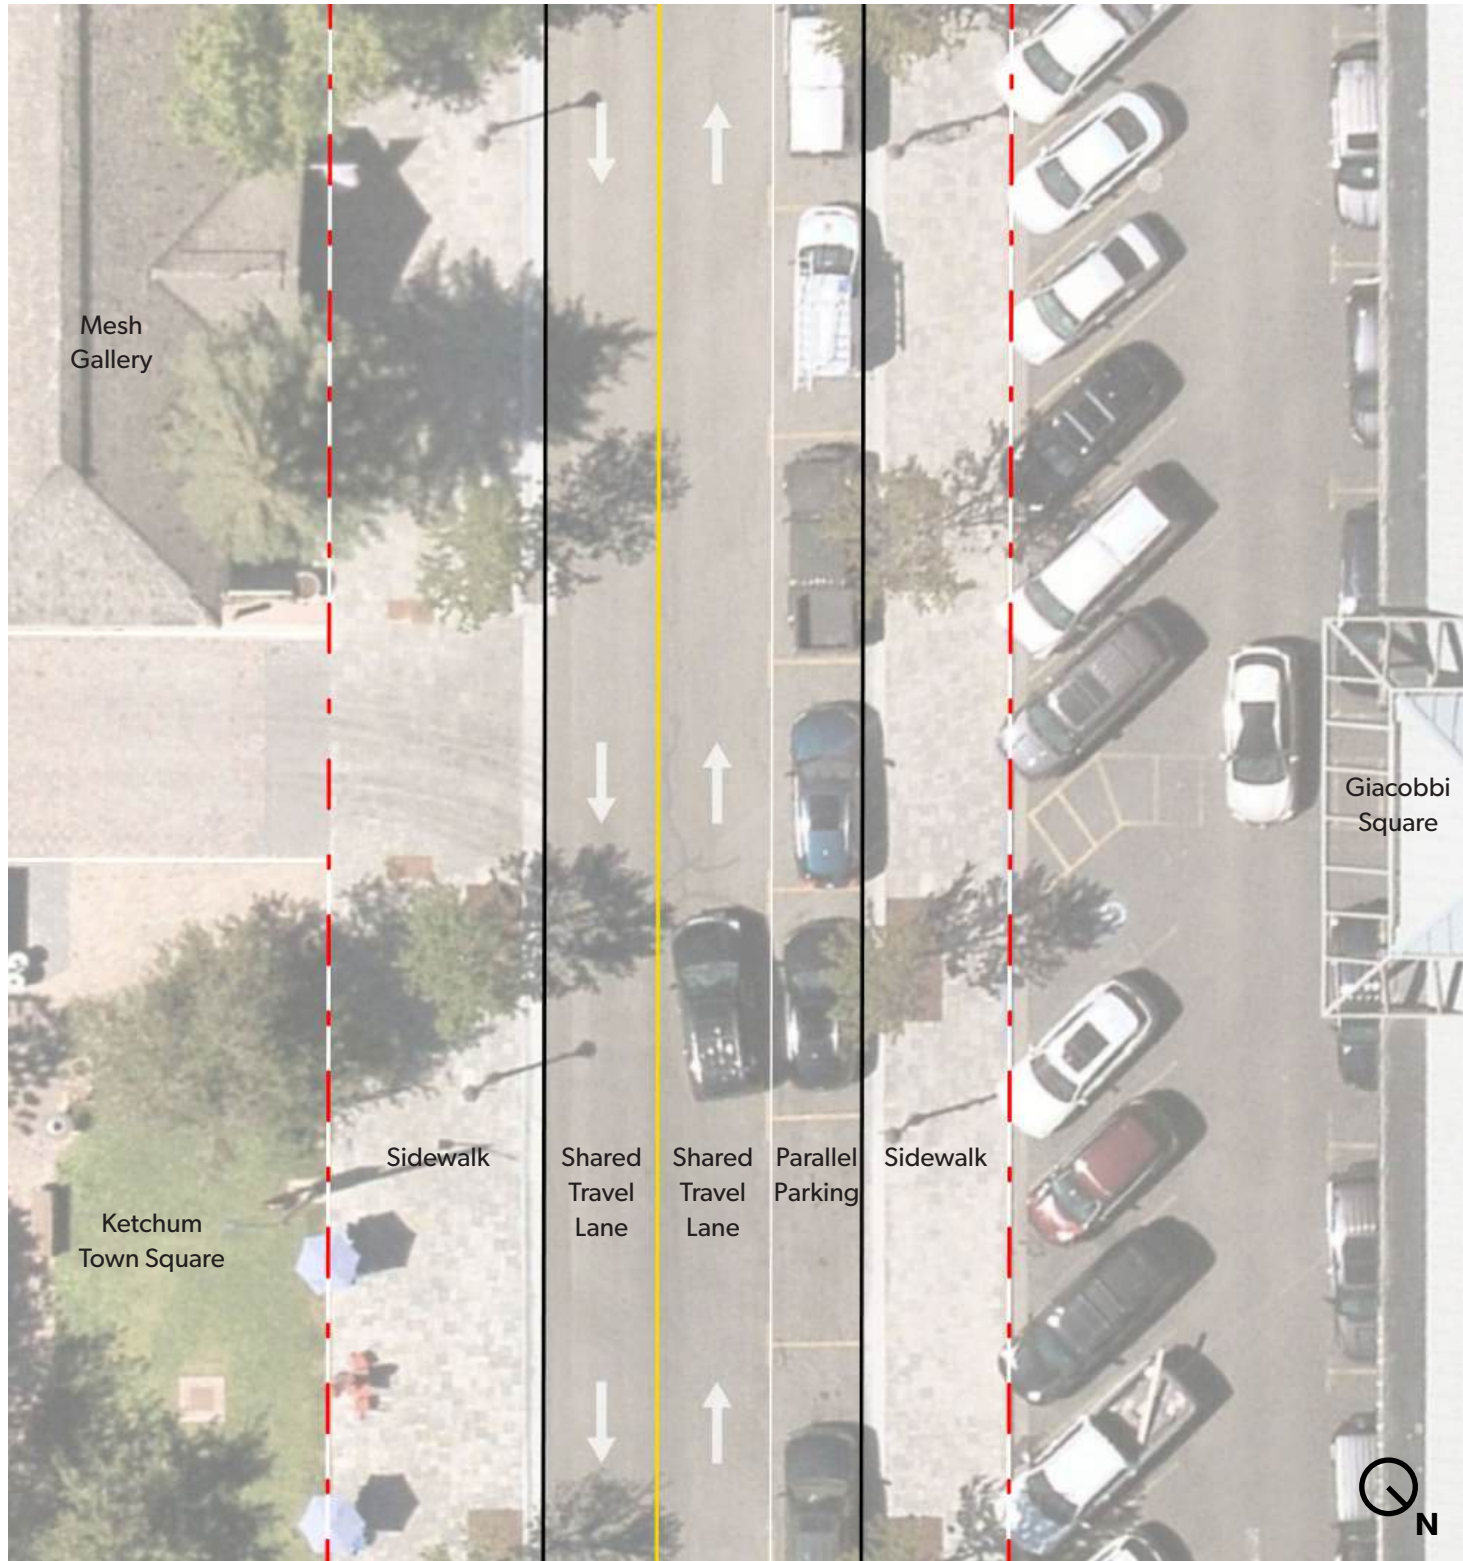 Mesh
Gallery
Giacobbi
Square
Sidewalk
Shared
Travel
Lane
Shared
Travel
Lane
Parallel
Parking
Sidewalk
Ketchum
Town Square
N